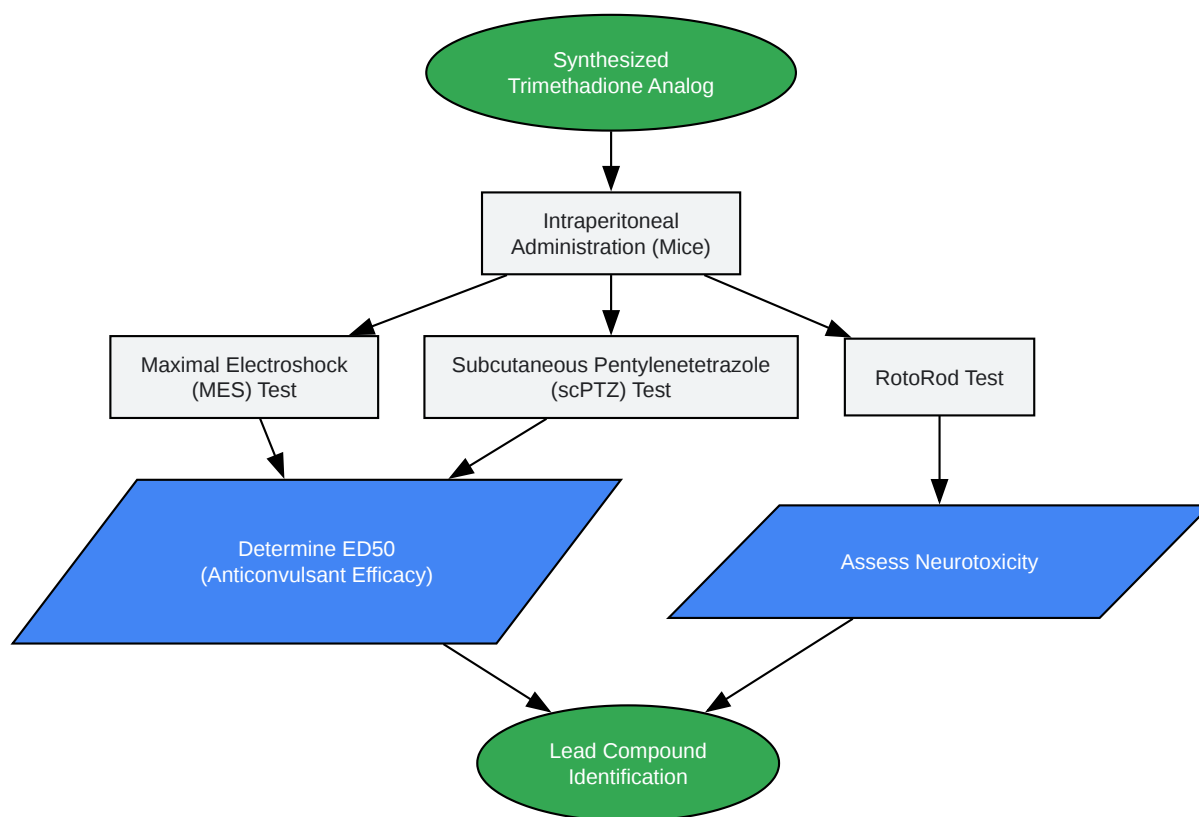 Synthesized
Trimethadione Analog
Intraperitoneal
Administration (Mice)
Maximal Electroshock
(MES) Test
Subcutaneous Pentylenetetrazole
(scPTZ) Test
RotoRod Test
Determine ED50
(Anticonvulsant Efficacy)
Assess Neurotoxicity
Lead Compound
Identification